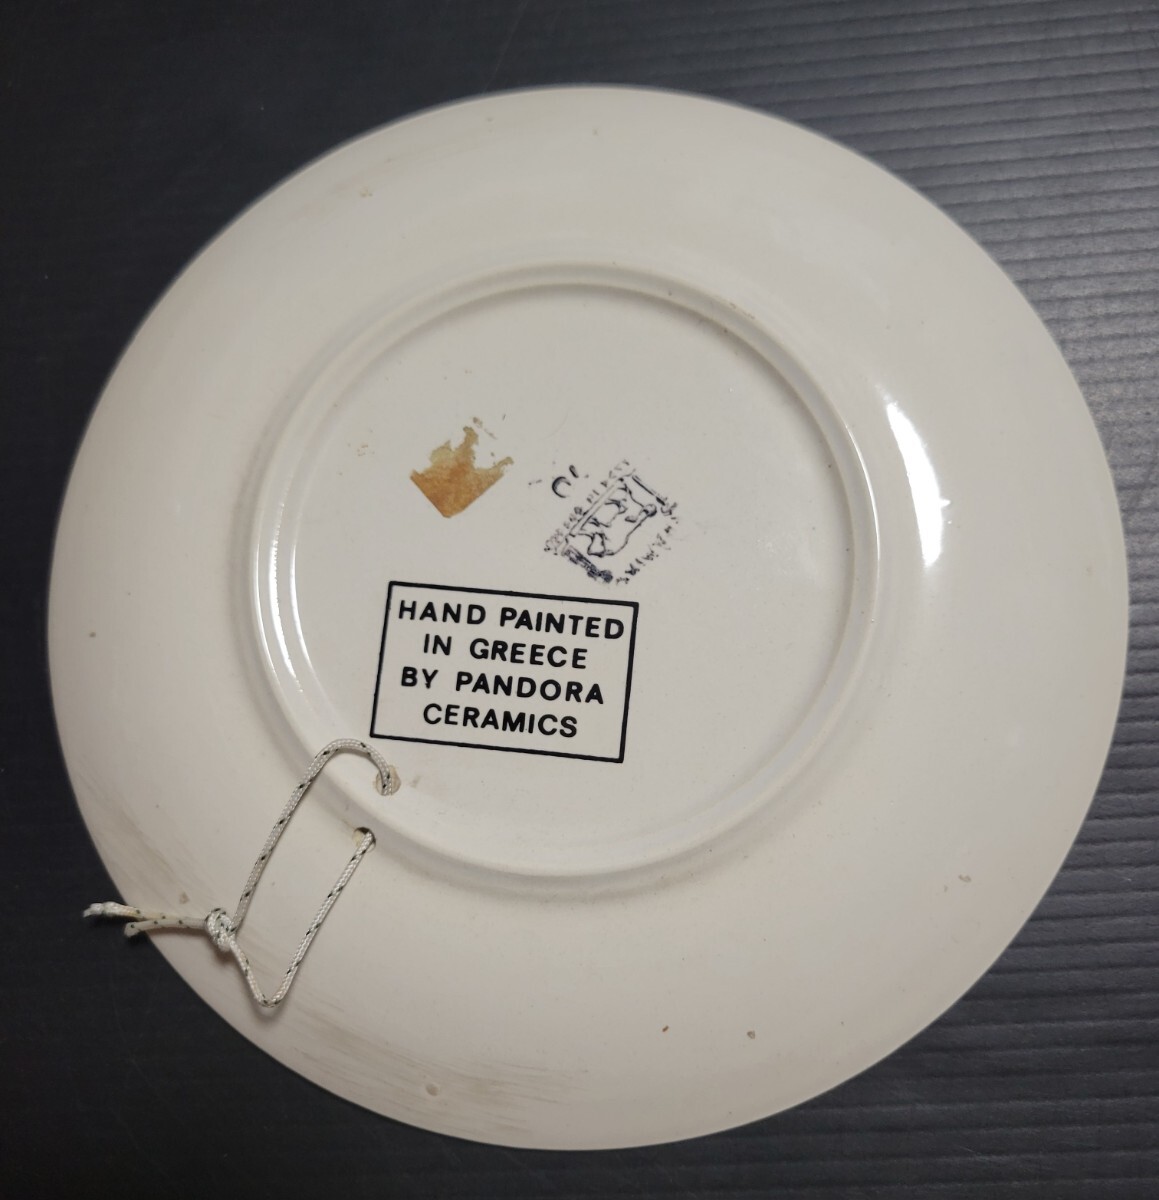 HAND PAINTED
IN GREECE
BY PANDORA
CERAMICS